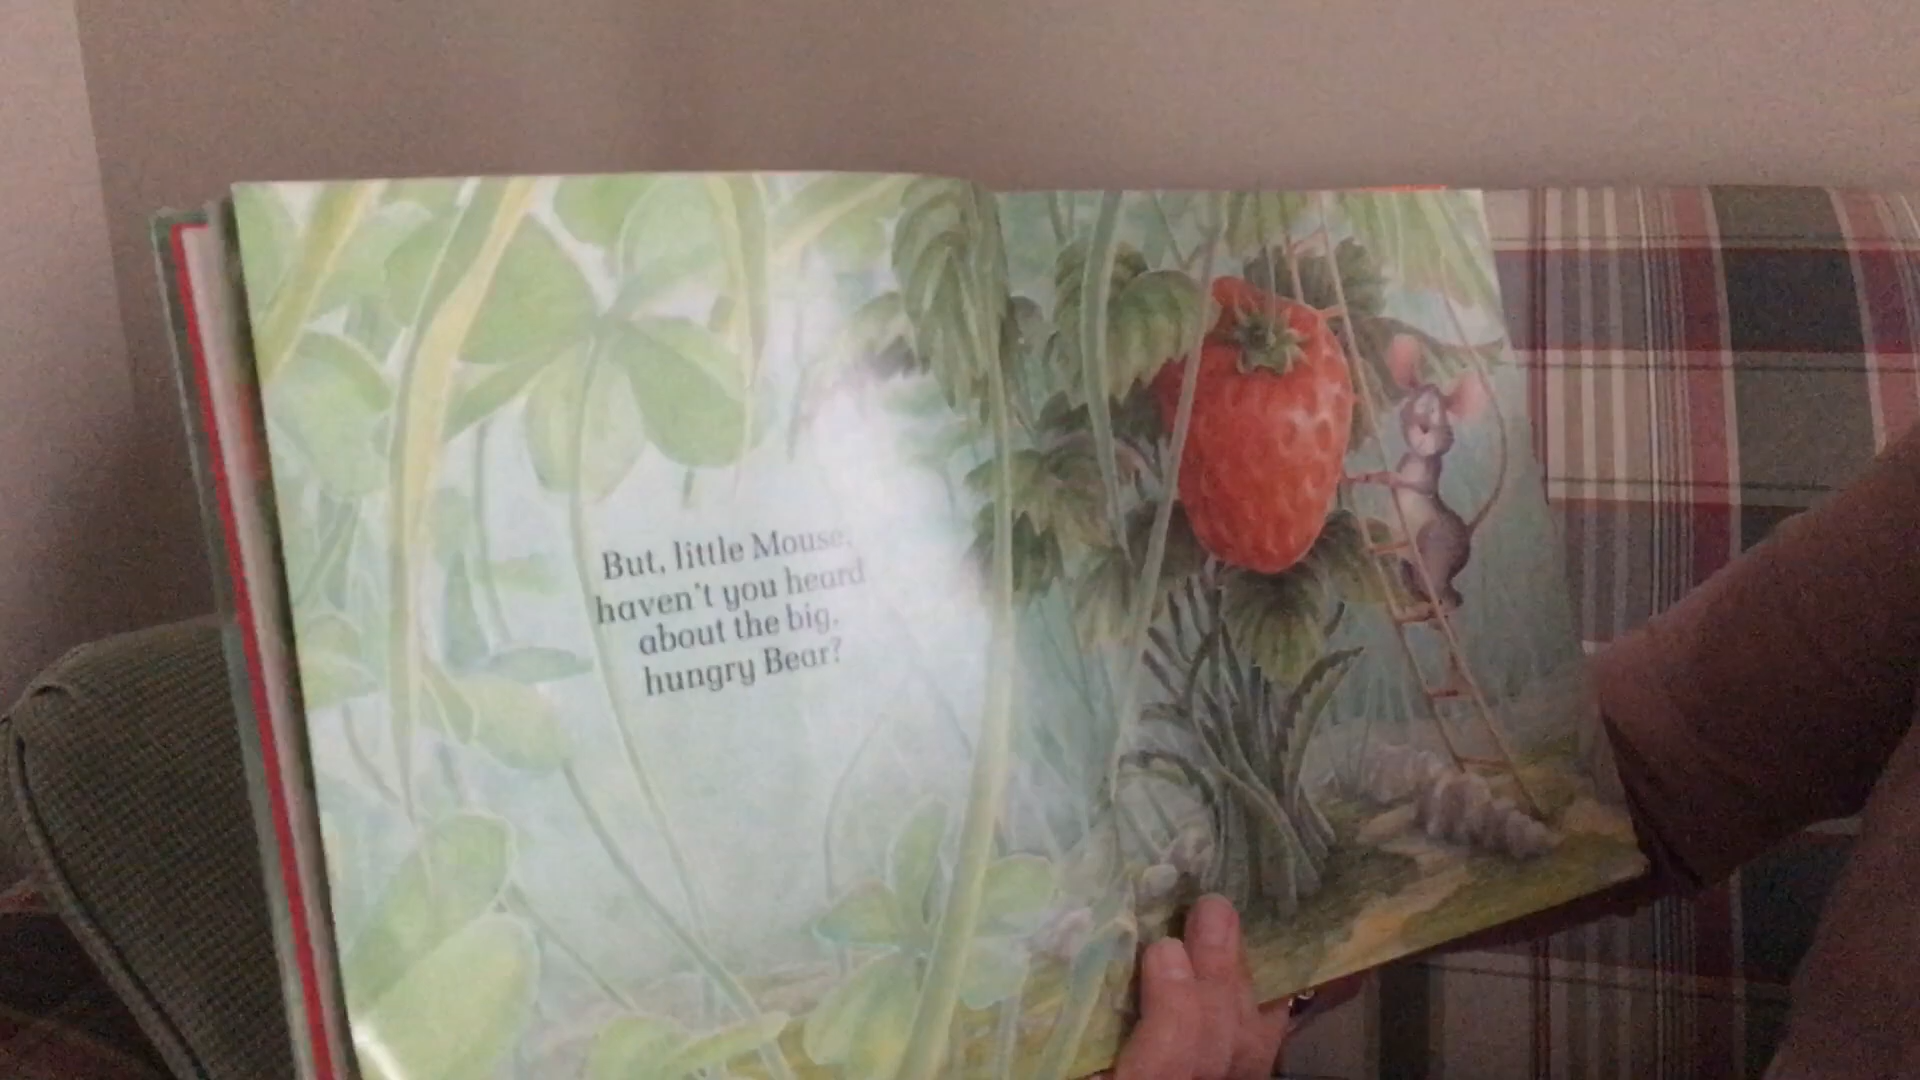 But, little Mouse,
haven't you heard
about the big,
hungry Bear?